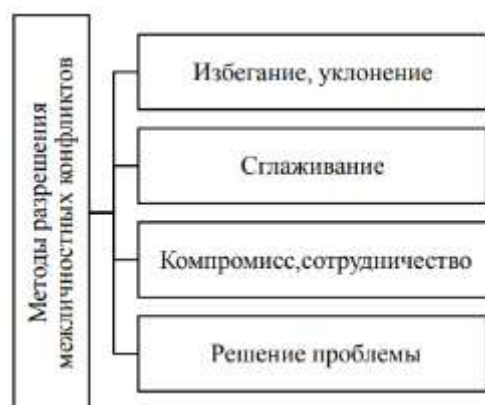 Методы разрешения
межличностных конфликтов
Избегание, уклонение
Сглаживание
Компромисс,сотрудничество
Решение проблемы